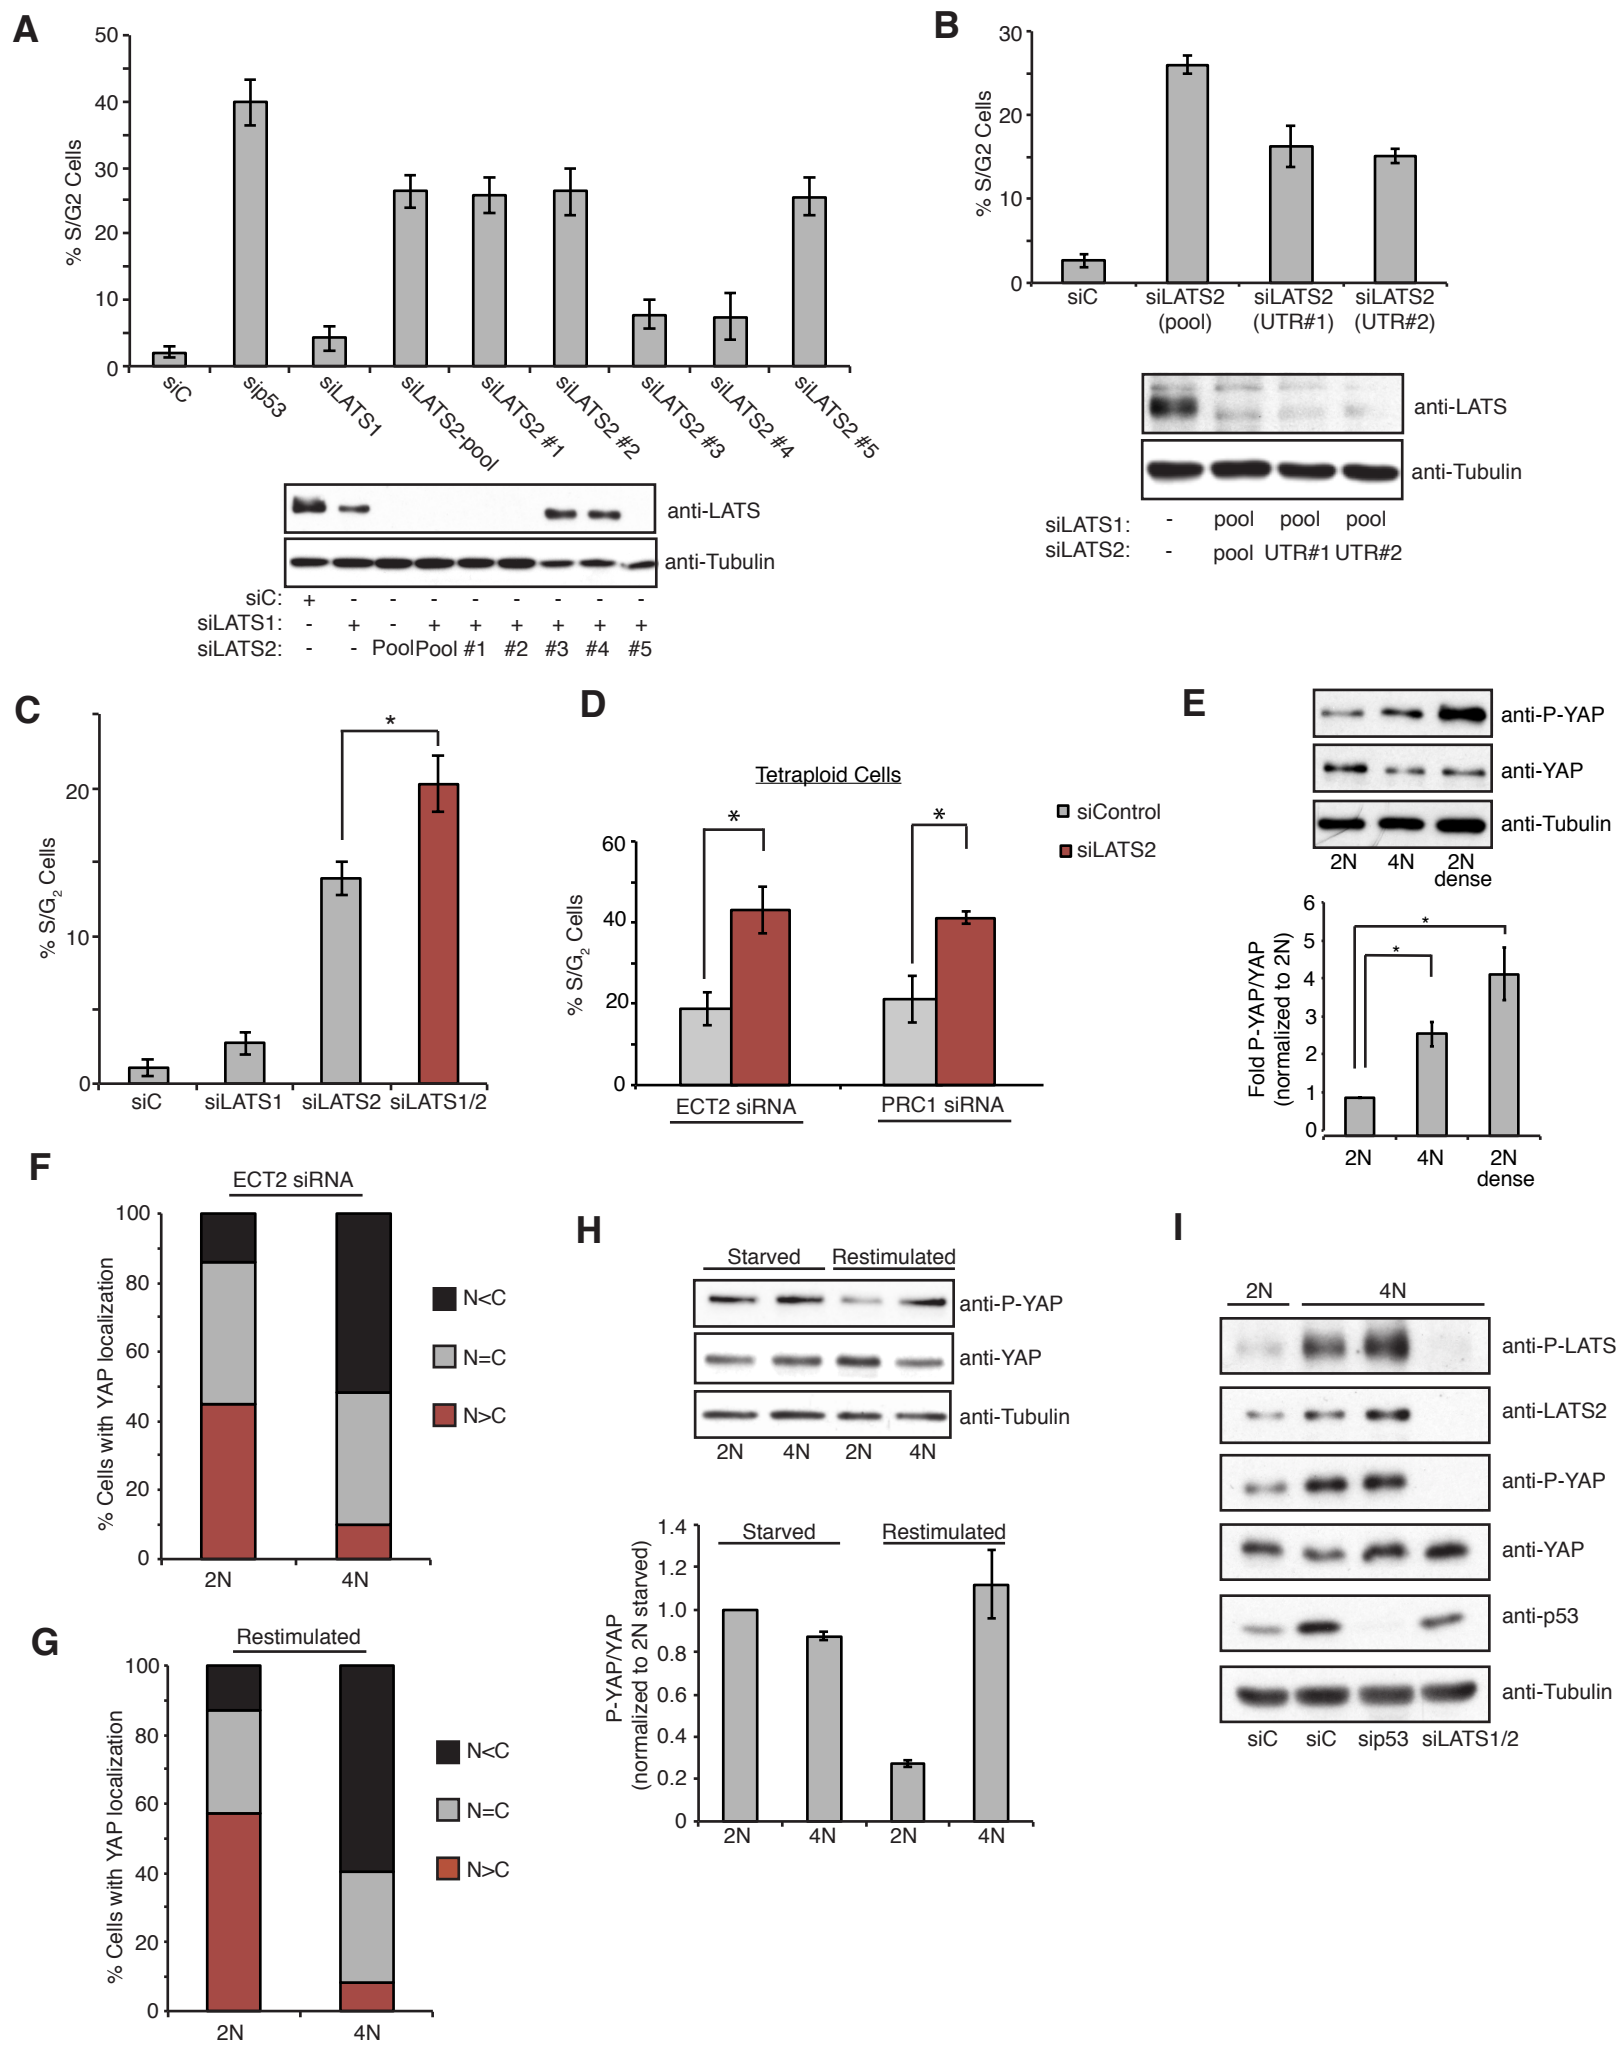 A
50
40
30
20
10
0
% S/G2 Cells
siC
sip53
siLATS1
siLATS2-pool
siLATS2 #1
siLATS2 #2
siLATS2 #3
siLATS2 #4
siLATS2 #5
anti-LATS
anti-Tubulin
siC: + - - - - - - - -
siLATS1: - + - + + + + + +
siLATS2: - - Pool Pool #1 #2 #3 #4 #5
B
30
20
10
0
% S/G2 Cells
siC siLATS2 siLATS2 siLATS2
(pool) (UTR#1) (UTR#2)
anti-LATS
anti-Tubulin
siLATS1: - pool pool pool
siLATS2: - pool UTR#1 UTR#2
C
*
20
10
0
% S/G2 Cells
siC siLATS1 siLATS2 siLATS1/2
D
Tetraploid Cells
siControl
siLATS2
* *
60
40
20
0
% S/G2 Cells
ECT2 siRNA PRC1 siRNA
E
anti-P-YAP
anti-YAP
anti-Tubulin
2N 4N 2N
dense
6
5
4
3
2
1
0
Fold P-YAP/YAP
(normalized to 2N)
*
*
2N 4N 2N
dense
F
ECT2 siRNA
100
80
60
40
20
0
% Cells with YAP localization
N<C
N=C
N>C
2N 4N
G
Restimulated
100
80
60
40
20
0
% Cells with YAP localization
N<C
N=C
N>C
2N 4N
H
Starved Restimulated
anti-P-YAP
anti-YAP
anti-Tubulin
2N 4N 2N 4N
Starved Restimulated
1.4
1.2
1.0
0.8
0.6
0.4
0.2
0
P-YAP/YAP
(normalized to 2N starved)
2N 4N 2N 4N
I
2N 4N
anti-P-LATS
anti-LATS2
anti-P-YAP
anti-YAP
anti-p53
anti-Tubulin
siC siC sip53 siLATS1/2